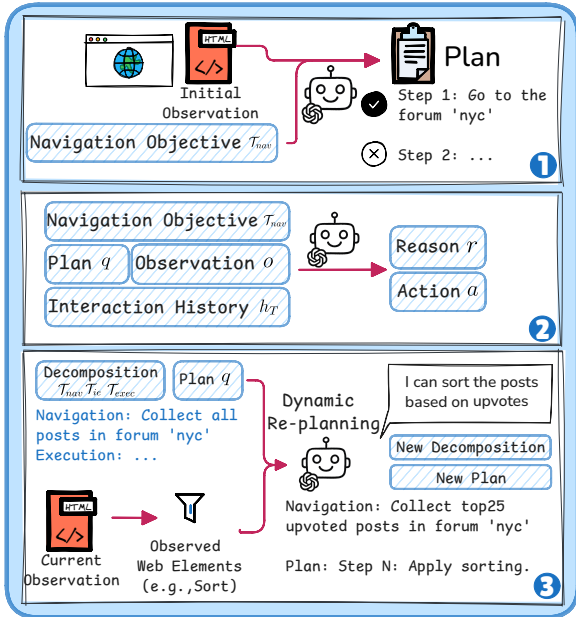 HTML
</>
Plan
Initial
Observation
Navigation Objective 𝒯nav
Step 1: Go to the
forum 'nyc'
Step 2: ...
1
Navigation Objective 𝒯nav
Plan q
Observation o
Interaction History hT
Reason r
Action a
2
Decomposition
𝒯nav 𝒯ie 𝒯exec
Plan q
Navigation: Collect all
posts in forum 'nyc'
Execution: ...
Dynamic
Re-planning
I can sort the posts
based on upvotes
New Decomposition
New Plan
HTML
</>
Current
Observation
Observed
Web Elements
(e.g.,Sort)
Navigation: Collect top25
upvoted posts in forum 'nyc'
Plan: Step N: Apply sorting.
3